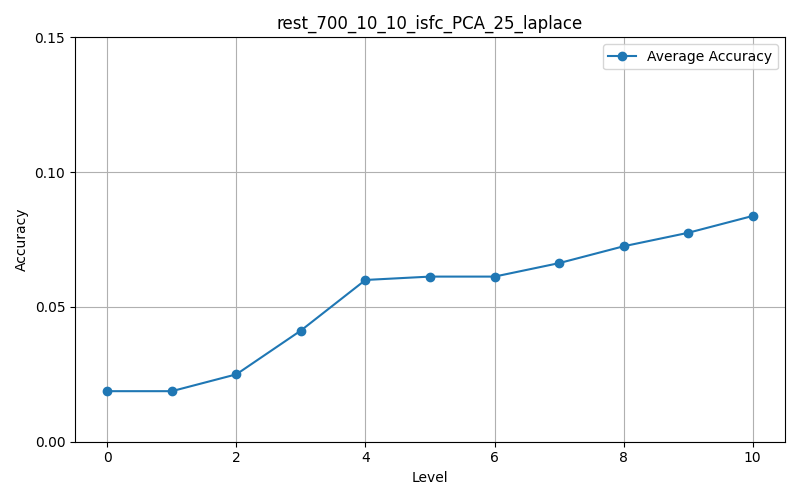 rest_700_10_10_isfc_PCA_25_laplace
Average Accuracy
0.15
0.10
0.05
0.00
Accuracy
0 2 4 6 8 10
Level